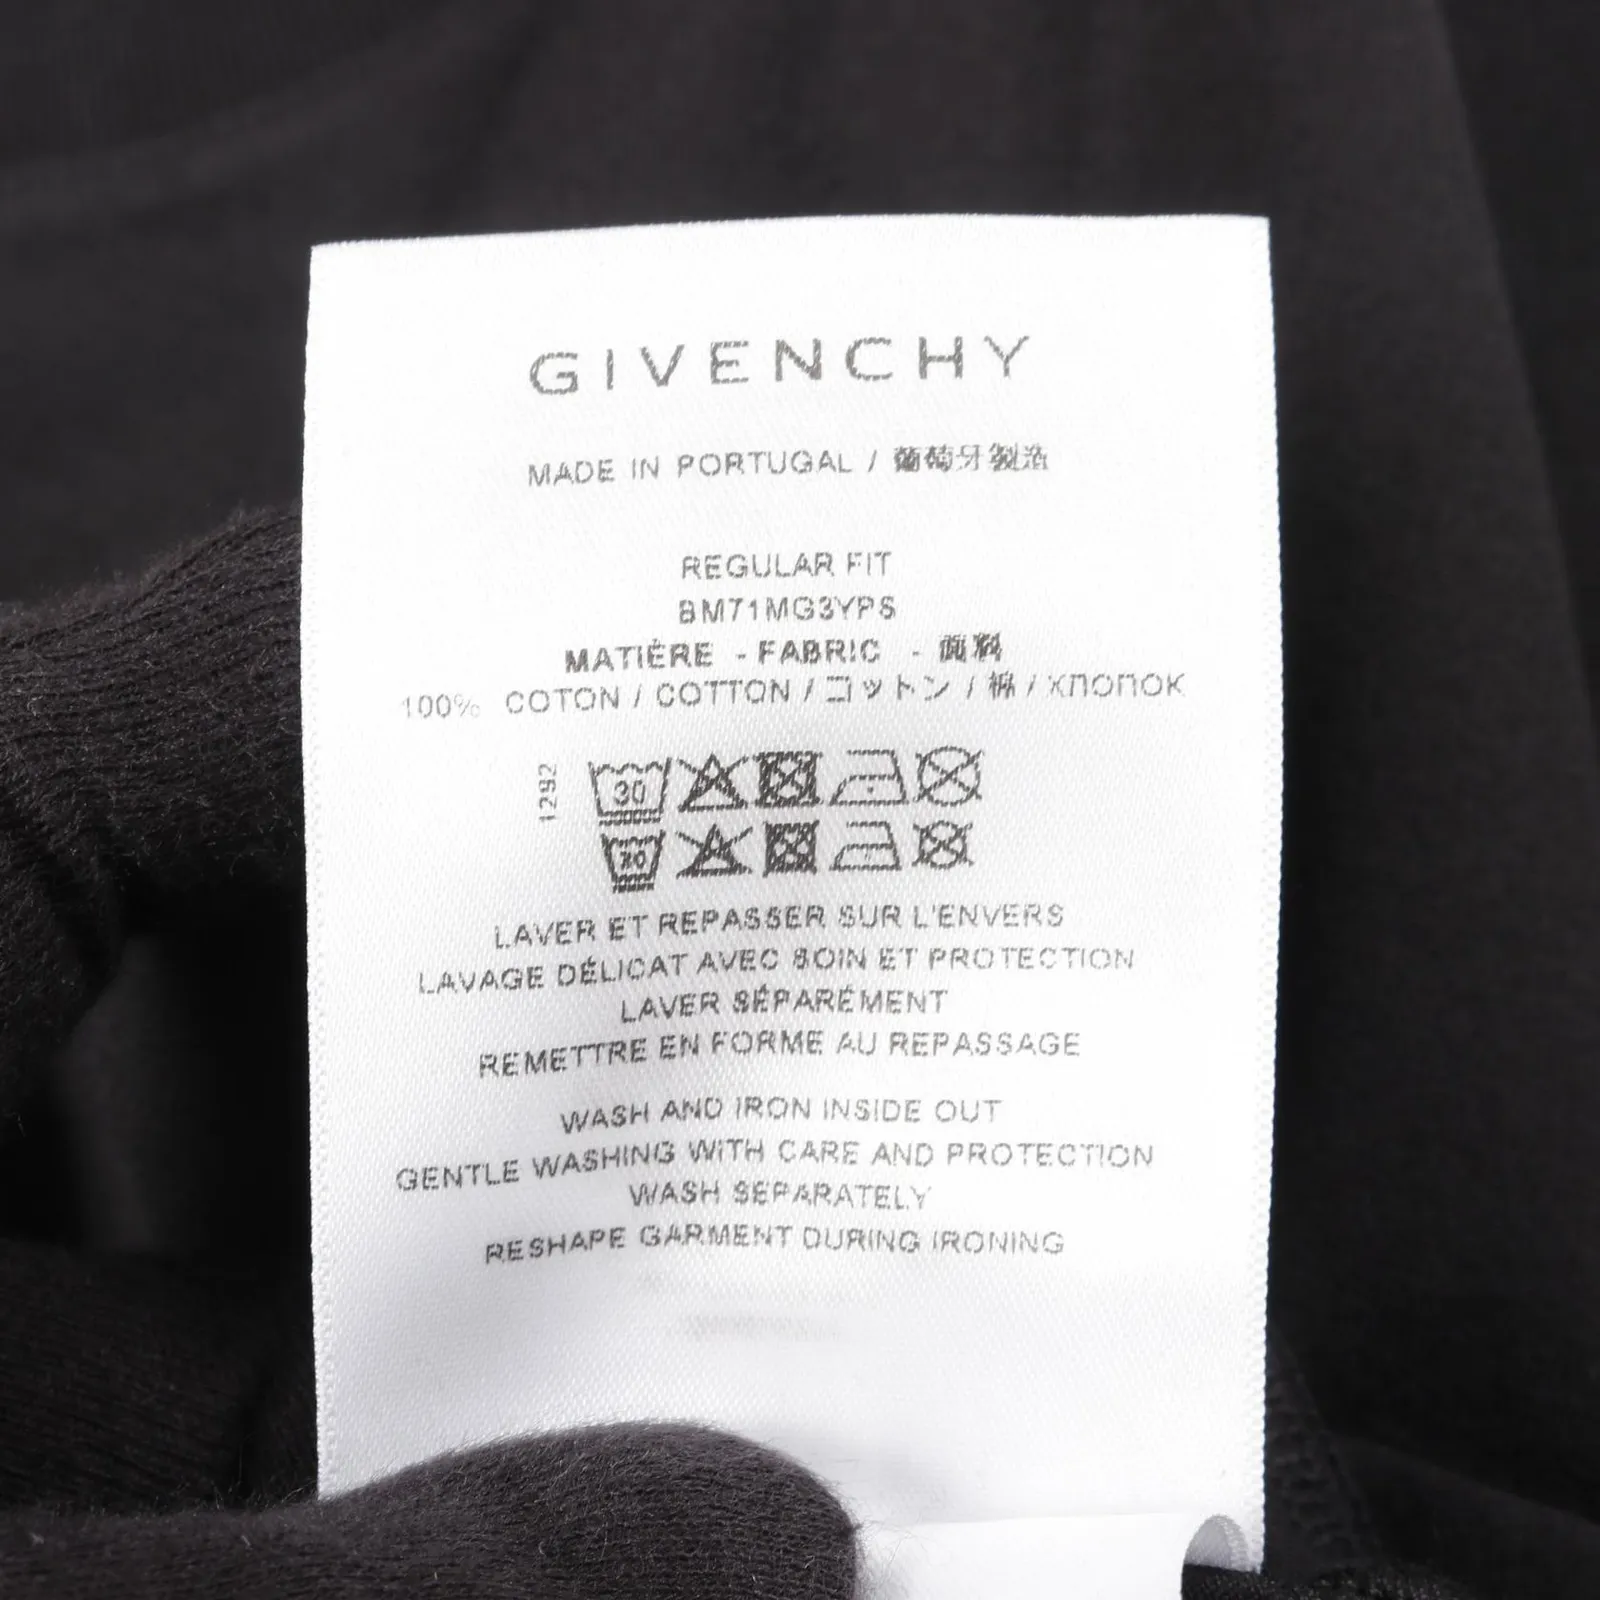 GIVENCHY
MADE IN PORTUGAL / 葡萄牙製造
REGULAR FIT
BM71MG3YPS
MATIÈRE - FABRIC - 面料
100% COTON / COTTON / コットン / 棉 / ХЛОПОК
1292
30
30
LAVER ET REPASSER SUR L'ENVERS
LAVAGE DÉLICAT AVEC SOIN ET PROTECTION
LAVER SÉPARÉMENT
REMETTRE EN FORME AU REPASSAGE
WASH AND IRON INSIDE OUT
GENTLE WASHING WITH CARE AND PROTECTION
WASH SEPARATELY
RESHAPE GARMENT DURING IRONING